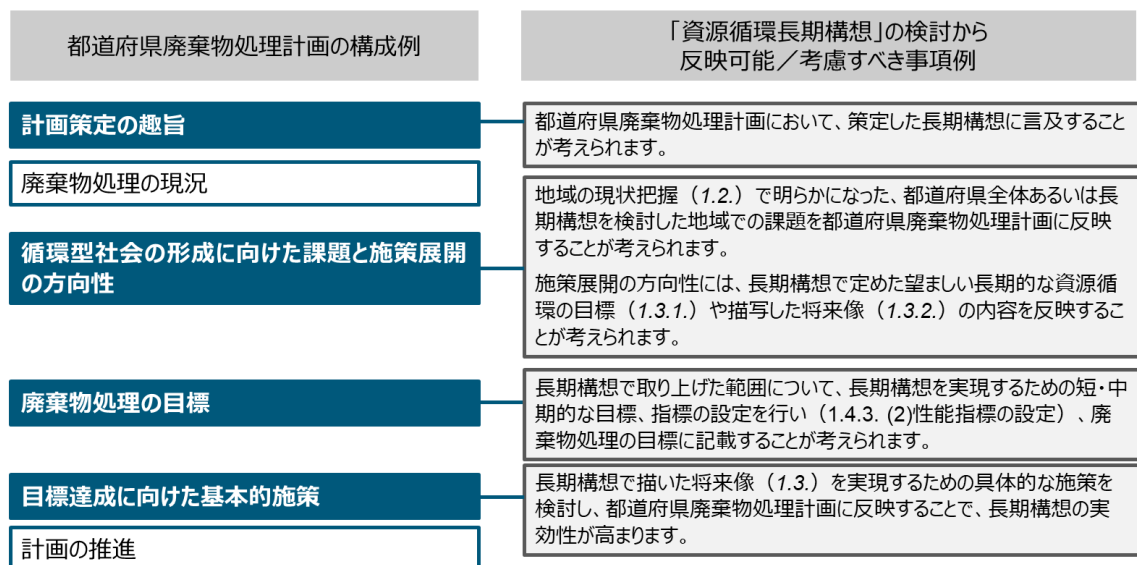 都道府県廃棄物処理計画の構成例
「資源循環長期構想」の検討から
反映可能/考慮すべき事項例
計画策定の趣旨
都道府県廃棄物処理計画において、策定した長期構想に言及すること
が考えられます。
廃棄物処理の現況
循環型社会の形成に向けた課題と施策展開
の方向性
地域の現状把握（1.2.）で明らかになった、都道府県全体あるいは長
期構想を検討した地域での課題を都道府県廃棄物処理計画に反映
することが考えられます。
施策展開の方向性には、長期構想で定めた望ましい長期的な資源循
環の目標（1.3.1.）や描写した将来像（1.3.2.）の内容を反映するこ
とが考えられます。
廃棄物処理の目標
長期構想で取り上げた範囲について、長期構想を実現するための短・中
期的な目標、指標の設定を行い（1.4.3. (2)性能指標の設定）、廃
棄物処理の目標に記載することが考えられます。
目標達成に向けた基本的施策
長期構想で描いた将来像（1.3.）を実現するための具体的な施策を
検討し、都道府県廃棄物処理計画に反映することで、長期構想の実
効性が高まります。
計画の推進